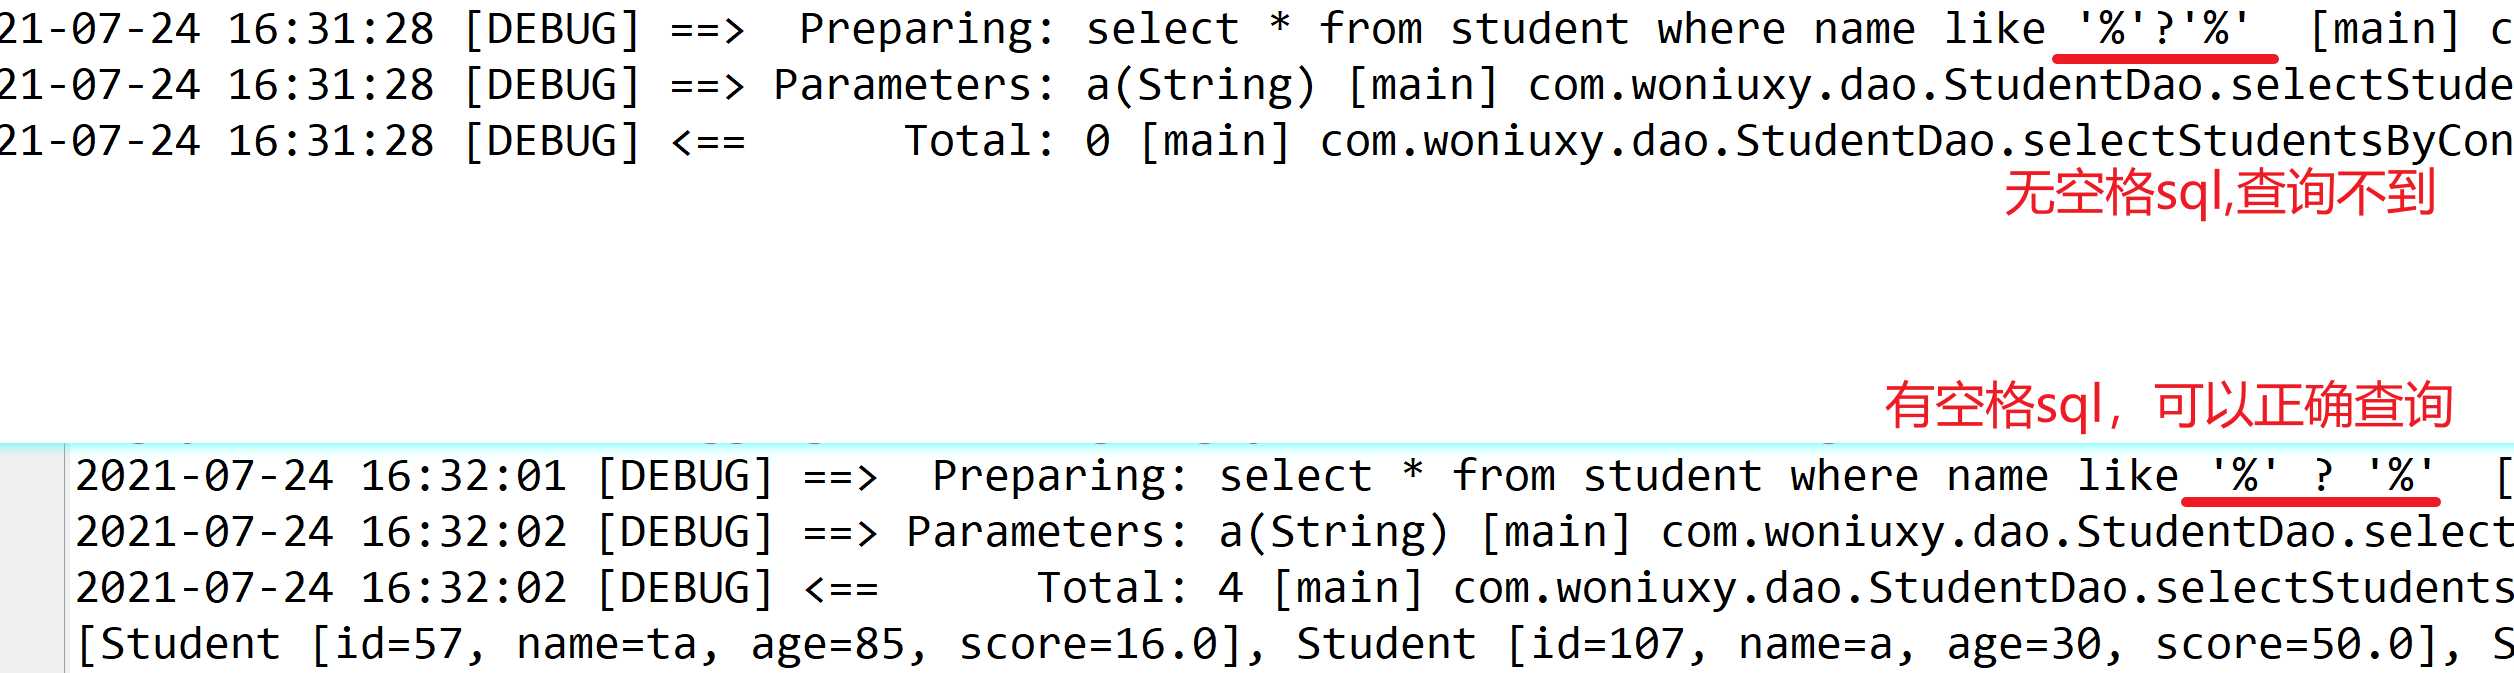 21-07-24 16:31:28 [DEBUG] ==>  Preparing: select * from student where name like '%'?'%'  [main] c
21-07-24 16:31:28 [DEBUG] ==> Parameters: a(String) [main] com.woniuxy.dao.StudentDao.selectStude
21-07-24 16:31:28 [DEBUG] <==      Total: 0 [main] com.woniuxy.dao.StudentDao.selectStudentsByCon
无空格sql,查询不到
有空格sql，可以正确查询
2021-07-24 16:32:01 [DEBUG] ==>  Preparing: select * from student where name like '%' ? '%'  [
2021-07-24 16:32:02 [DEBUG] ==> Parameters: a(String) [main] com.woniuxy.dao.StudentDao.select
2021-07-24 16:32:02 [DEBUG] <==      Total: 4 [main] com.woniuxy.dao.StudentDao.selectStudents
[Student [id=57, name=ta, age=85, score=16.0], Student [id=107, name=a, age=30, score=50.0], S